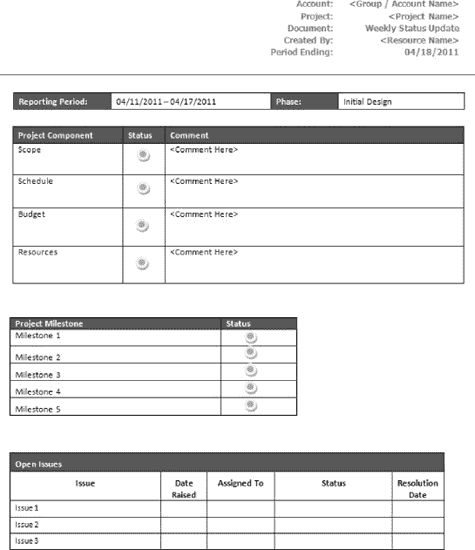 Account: <Group / Account Name>
Project: <Project Name>
Document: Weekly Status Update
Created By: <Resource Name>
Period Ending: 04/18/2011
Reporting Period: 04/11/2011 – 04/17/2011 Phase: Initial Design
Project Component Status Comment
Scope <Comment Here>
Schedule <Comment Here>
Budget <Comment Here>
Resources <Comment Here>
Project Milestone Status
Milestone 1
Milestone 2
Milestone 3
Milestone 4
Milestone 5
Open Issues
Issue Date Raised Assigned To Status Resolution Date
Issue 1
Issue 2
Issue 3